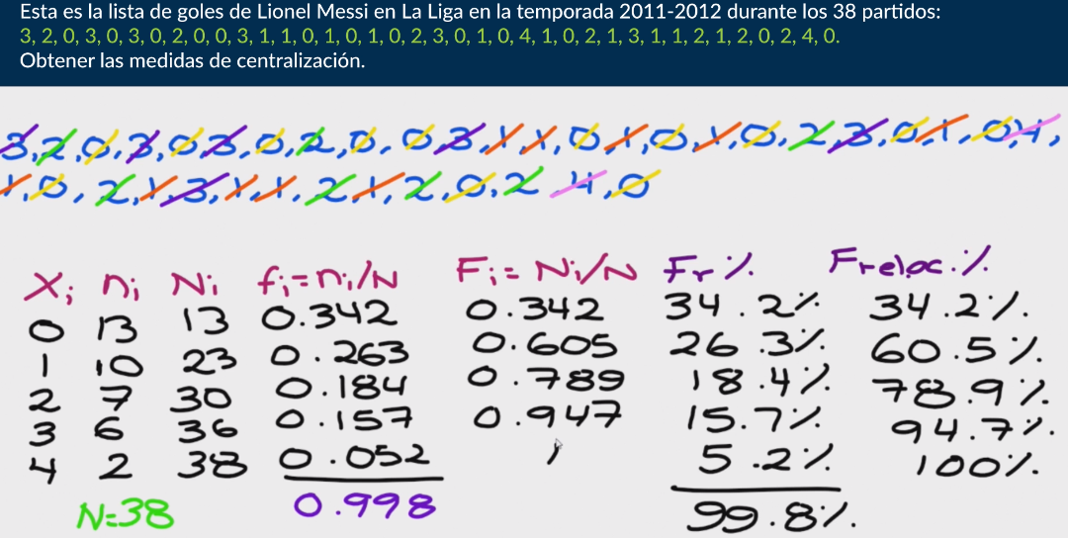 Esta es la lista de goles de Lionel Messi en La Liga en la temporada 2011-2012 durante los 38 partidos:
3, 2, 0, 3, 0, 3, 0, 2, 0, 0, 3, 1, 1, 0, 1, 0, 1, 0, 2, 3, 0, 1, 0, 4, 1, 0, 2, 1, 3, 1, 1, 2, 1, 2, 0, 2, 4, 0.
Obtener las medidas de centralización.
3,2,0,3,0,3,0,2,0,0,3,1,1,0,1,0,1,0,2,3,0,1,0,4,
1,0,2,1,3,1,1,2,1,2,0,2,4,0
Xi ni Ni fi=ni/N Fi=Ni/N Fr% Freloc.%
0 13 13 0.342 0.342 34.2% 34.2%
1 10 23 0.263 0.605 26.3% 60.5%
2 7 30 0.184 0.789 18.4% 78.9%
3 6 36 0.157 0.947 15.7% 94.7%
4 2 38 0.052 1 5.2% 100%
N=38 0.998 99.8%